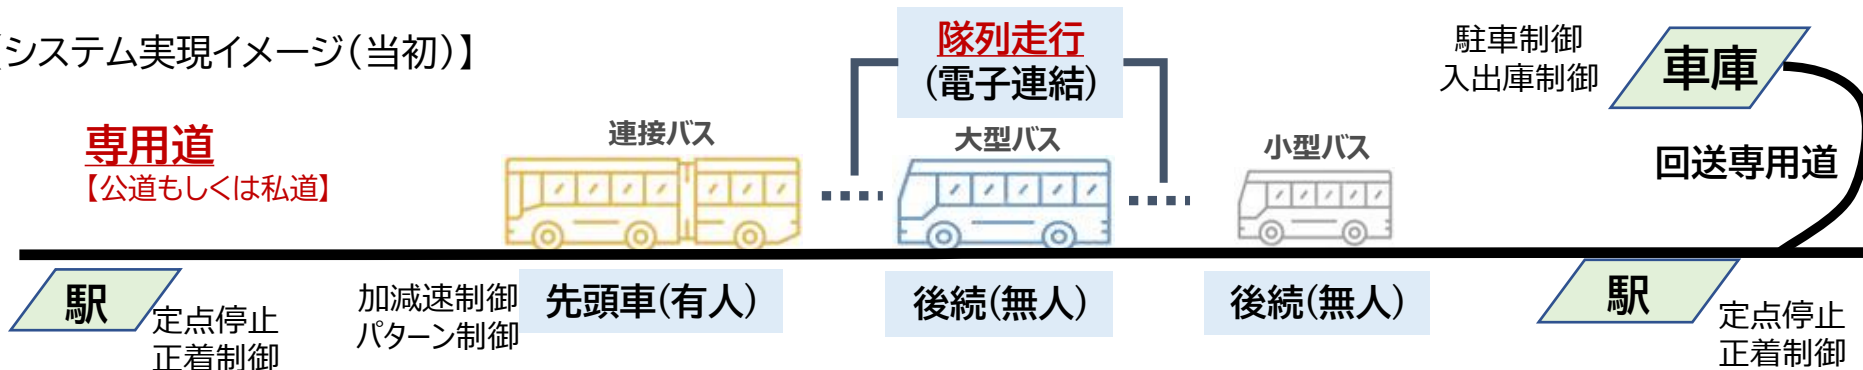 【システム実現イメージ(当初)】
隊列走行
(電子連結)
駐車制御
入出庫制御
車庫
専用道
【公道もしくは私道】
連接バス
大型バス
小型バス
回送専用道
駅
定点停止
正着制御
加減速制御
パターン制御
先頭車(有人)
後続(無人)
後続(無人)
駅
定点停止
正着制御